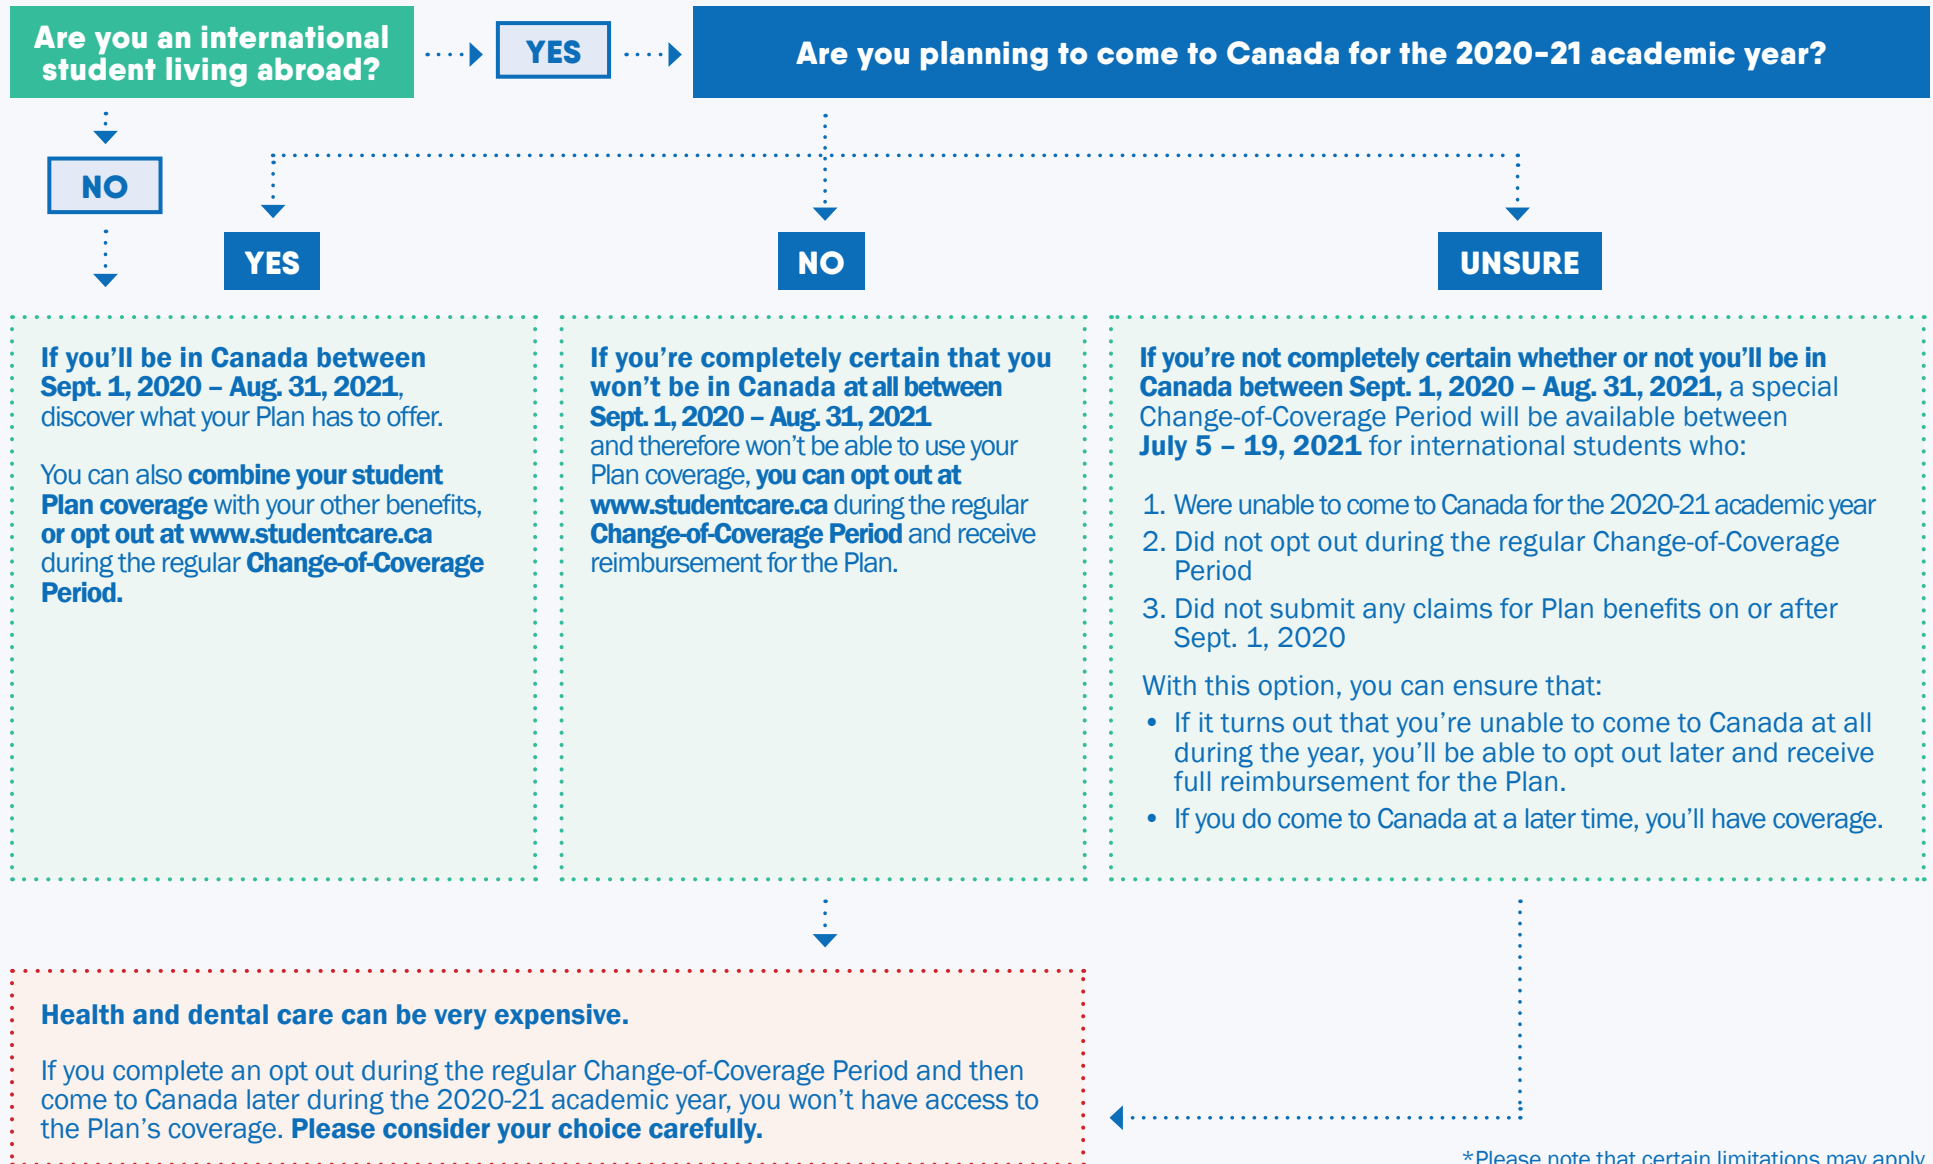 Are you an international
student living abroad?
YES
Are you planning to come to Canada for the 2020-21 academic year?
NO
YES
NO
UNSURE
If you'll be in Canada between
Sept. 1, 2020 – Aug. 31, 2021,
discover what your Plan has to offer.
You can also combine your student
Plan coverage with your other benefits,
or opt out at www.studentcare.ca
during the regular Change-of-Coverage
Period.
If you're completely certain that you
won't be in Canada at all between
Sept. 1, 2020 – Aug. 31, 2021
and therefore won't be able to use your
Plan coverage, you can opt out at
www.studentcare.ca during the regular
Change-of-Coverage Period and receive
reimbursement for the Plan.
If you're not completely certain whether or not you'll be in
Canada between Sept. 1, 2020 – Aug. 31, 2021, a special
Change-of-Coverage Period will be available between
July 5 – 19, 2021 for international students who:
1. Were unable to come to Canada for the 2020-21 academic year
2. Did not opt out during the regular Change-of-Coverage
Period
3. Did not submit any claims for Plan benefits on or after
Sept. 1, 2020
With this option, you can ensure that:
• If it turns out that you're unable to come to Canada at all
during the year, you'll be able to opt out later and receive
full reimbursement for the Plan.
• If you do come to Canada at a later time, you'll have coverage.
Health and dental care can be very expensive.
If you complete an opt out during the regular Change-of-Coverage Period and then
come to Canada later during the 2020-21 academic year, you won't have access to
the Plan's coverage. Please consider your choice carefully.
*Please note that certain limitations may apply